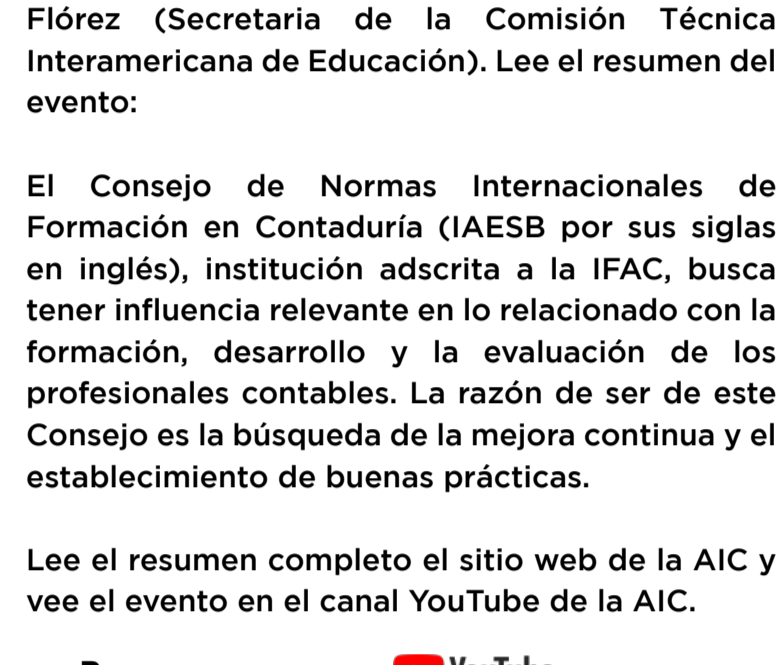 Flórez (Secretaria de la Comisión Técnica
Interamericana de Educación). Lee el resumen del
evento:
El Consejo de Normas Internacionales de
Formación en Contaduría (IAESB por sus siglas
en inglés), institución adscrita a la IFAC, busca
tener influencia relevante en lo relacionado con la
formación, desarrollo y la evaluación de los
profesionales contables. La razón de ser de este
Consejo es la búsqueda de la mejora continua y el
establecimiento de buenas prácticas.
Lee el resumen completo el sitio web de la AIC y
vee el evento en el canal YouTube de la AIC.
YouTube